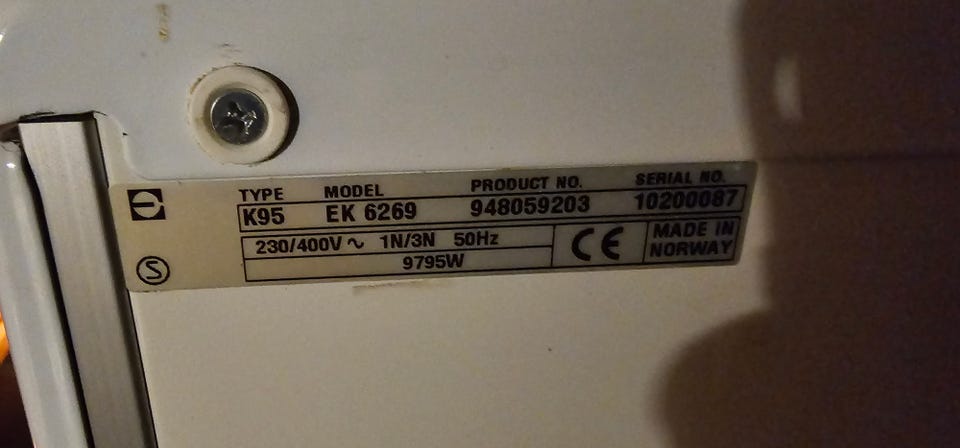 TYPE MODEL PRODUCT NO. SERIAL NO.
K95 EK 6269 948059203 10200087
230/400V ~ 1N/3N 50Hz
9795W
CE
MADE IN
NORWAY
S